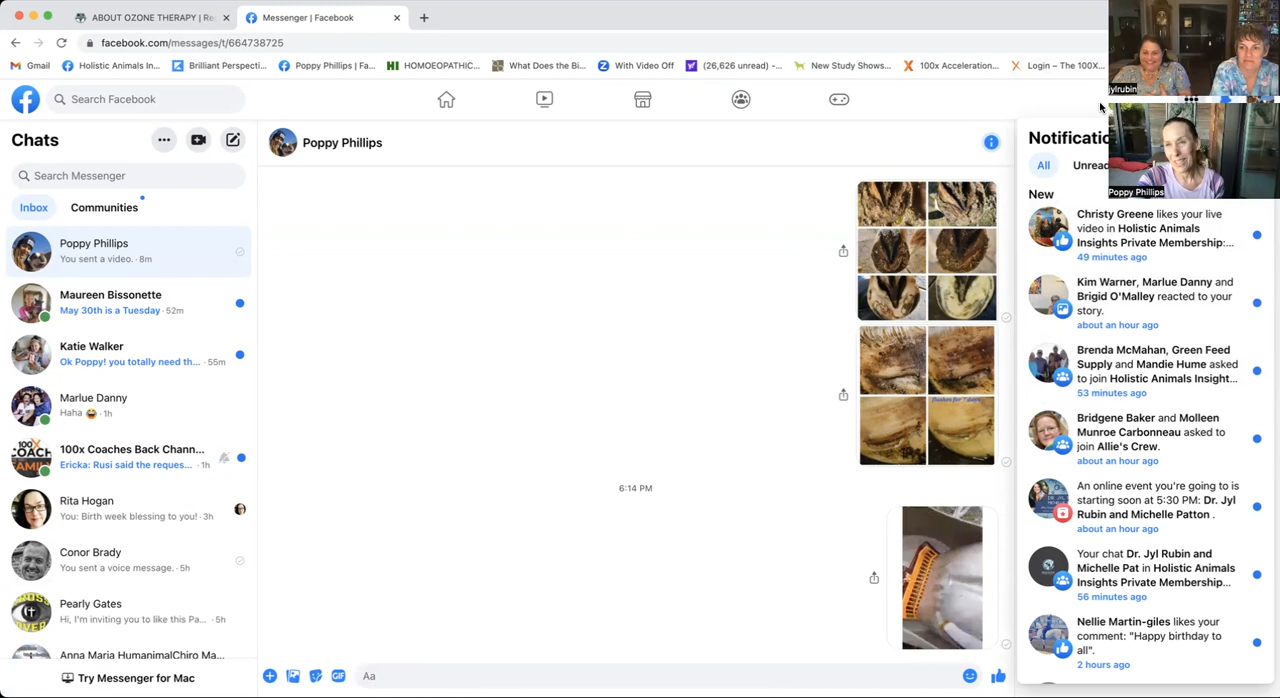 ABOUT OZONE THERAPY | Re
Messenger | Facebook
facebook.com/messages/t/664738725
Gmail
Holistic Animals In...
Brilliant Perspecti...
Poppy Phillips | Fa...
HOMOEOPATHIC...
What Does the Bi...
With Video Off
(26,626 unread) -...
New Study Shows...
100x Acceleration...
Login – The 100X...
jylrubin
Poppy Phillips
Search Facebook
Chats
Search Messenger
Inbox
Communities
Poppy Phillips
You sent a video. · 8m
Maureen Bissonette
May 30th is a Tuesday · 52m
Katie Walker
Ok Poppy! you totally need th... · 55m
Marlue Danny
Haha 😂 · 1h
100x Coaches Back Chann...
Ericka: Rusi said the reques... · 1h
Rita Hogan
You: Birth week blessing to you! · 3h
Conor Brady
You sent a voice message. · 5h
Pearly Gates
Hi, I'm inviting you to like this Pa... · 5h
Anna Maria HumanimalChiro Ma...
Try Messenger for Mac
Poppy Phillips
6:14 PM
GIF
Aa
Notificatio
All
Unread
New
Christy Greene likes your live
video in Holistic Animals
Insights Private Membership:...
49 minutes ago
Kim Warner, Marlue Danny and
Brigid O'Malley reacted to your
story.
about an hour ago
Brenda McMahan, Green Feed
Supply and Mandie Hume asked
to join Holistic Animals Insight...
53 minutes ago
Bridgene Baker and Molleen
Munroe Carbonneau asked to
join Allie's Crew.
about an hour ago
An online event you're going to is
starting soon at 5:30 PM: Dr. Jyl
Rubin and Michelle Patton .
about an hour ago
Your chat Dr. Jyl Rubin and
Michelle Pat in Holistic Animals
Insights Private Membership...
56 minutes ago
Nellie Martin-giles likes your
comment: "Happy birthday to
all".
2 hours ago